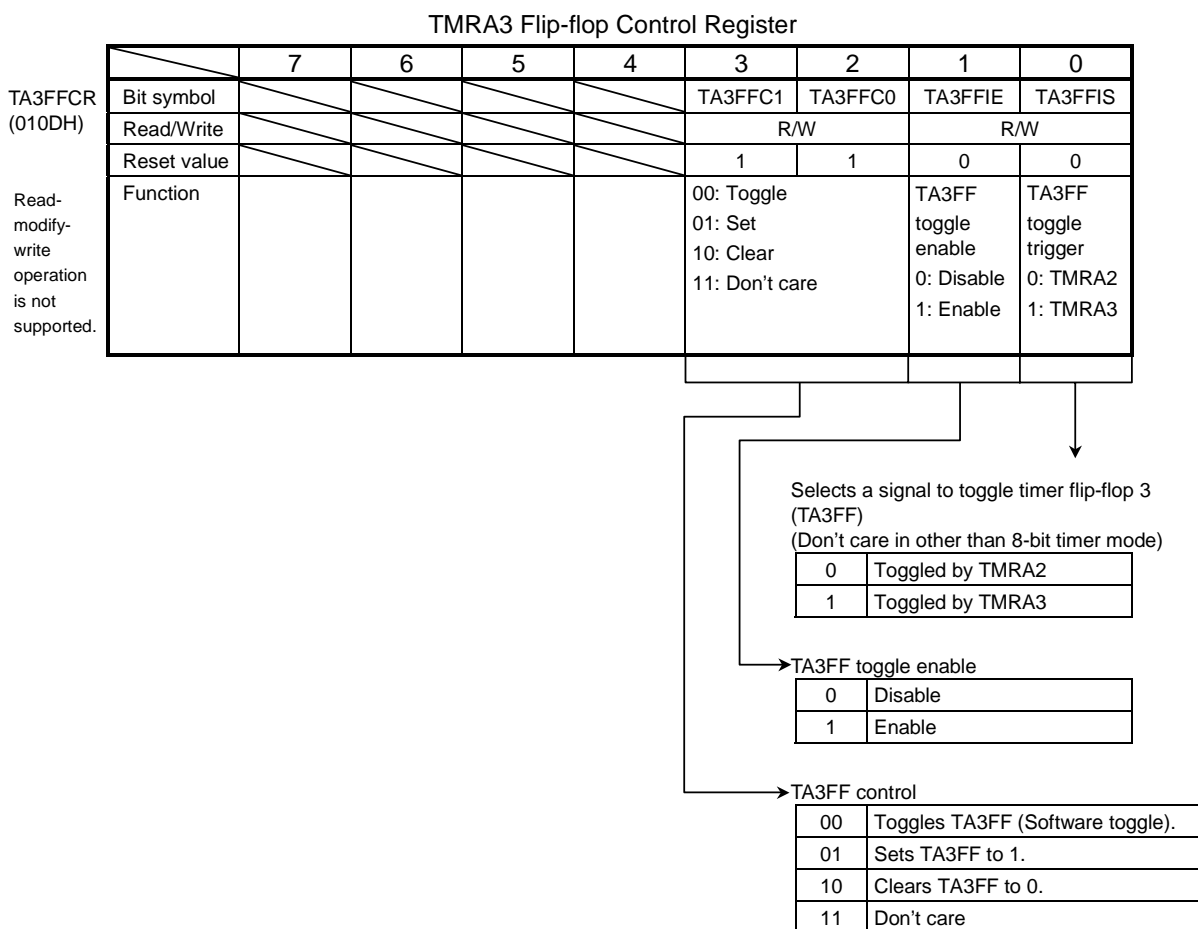 TMRA3 Flip-flop Control Register
7 6 5 4 3 2 1 0
TA3FFCR
(010DH)
Bit symbol TA3FFC1 TA3FFC0 TA3FFIE TA3FFIS
Read/Write R/W R/W
Reset value 1 1 0 0
Read-
modify-
write
operation
is not
supported.
Function
00: Toggle
01: Set
10: Clear
11: Don't care
TA3FF
toggle
enable
0: Disable
1: Enable
TA3FF
toggle
trigger
0: TMRA2
1: TMRA3
Selects a signal to toggle timer flip-flop 3
(TA3FF)
(Don't care in other than 8-bit timer mode)
0 Toggled by TMRA2
1 Toggled by TMRA3
TA3FF toggle enable
0 Disable
1 Enable
TA3FF control
00 Toggles TA3FF (Software toggle).
01 Sets TA3FF to 1.
10 Clears TA3FF to 0.
11 Don't care